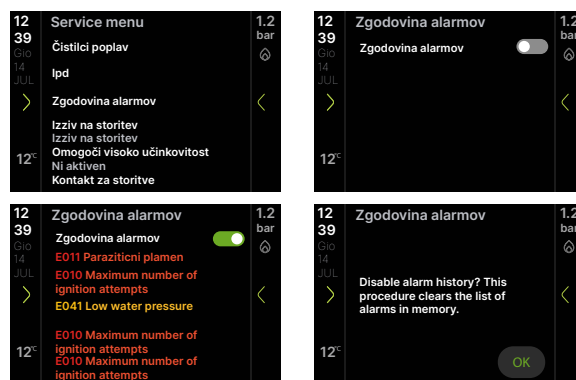 12
39
Gio
14
JUL
12°C
Service menu
Čistilci poplav
Ipd
Zgodovina alarmov
Izziv na storitev
Izziv na storitev
Omogoči visoko učinkovitost
Ni aktiven
Kontakt za storitve
1.2
bar
12
39
Gio
14
JUL
12°C
Zgodovina alarmov
Zgodovina alarmov
1.2
bar
12
39
Gio
14
JUL
12°C
Zgodovina alarmov
Zgodovina alarmov
E011 Paraziticni plamen
E010 Maximum number of
ignition attempts
E041 Low water pressure
E010 Maximum number of
ignition attempts
E010 Maximum number of
ignition attempts
1.2
bar
12
39
Gio
14
JUL
12°C
Zgodovina alarmov
Disable alarm history? This
procedure clears the list of
alarms in memory.
OK
1.2
bar